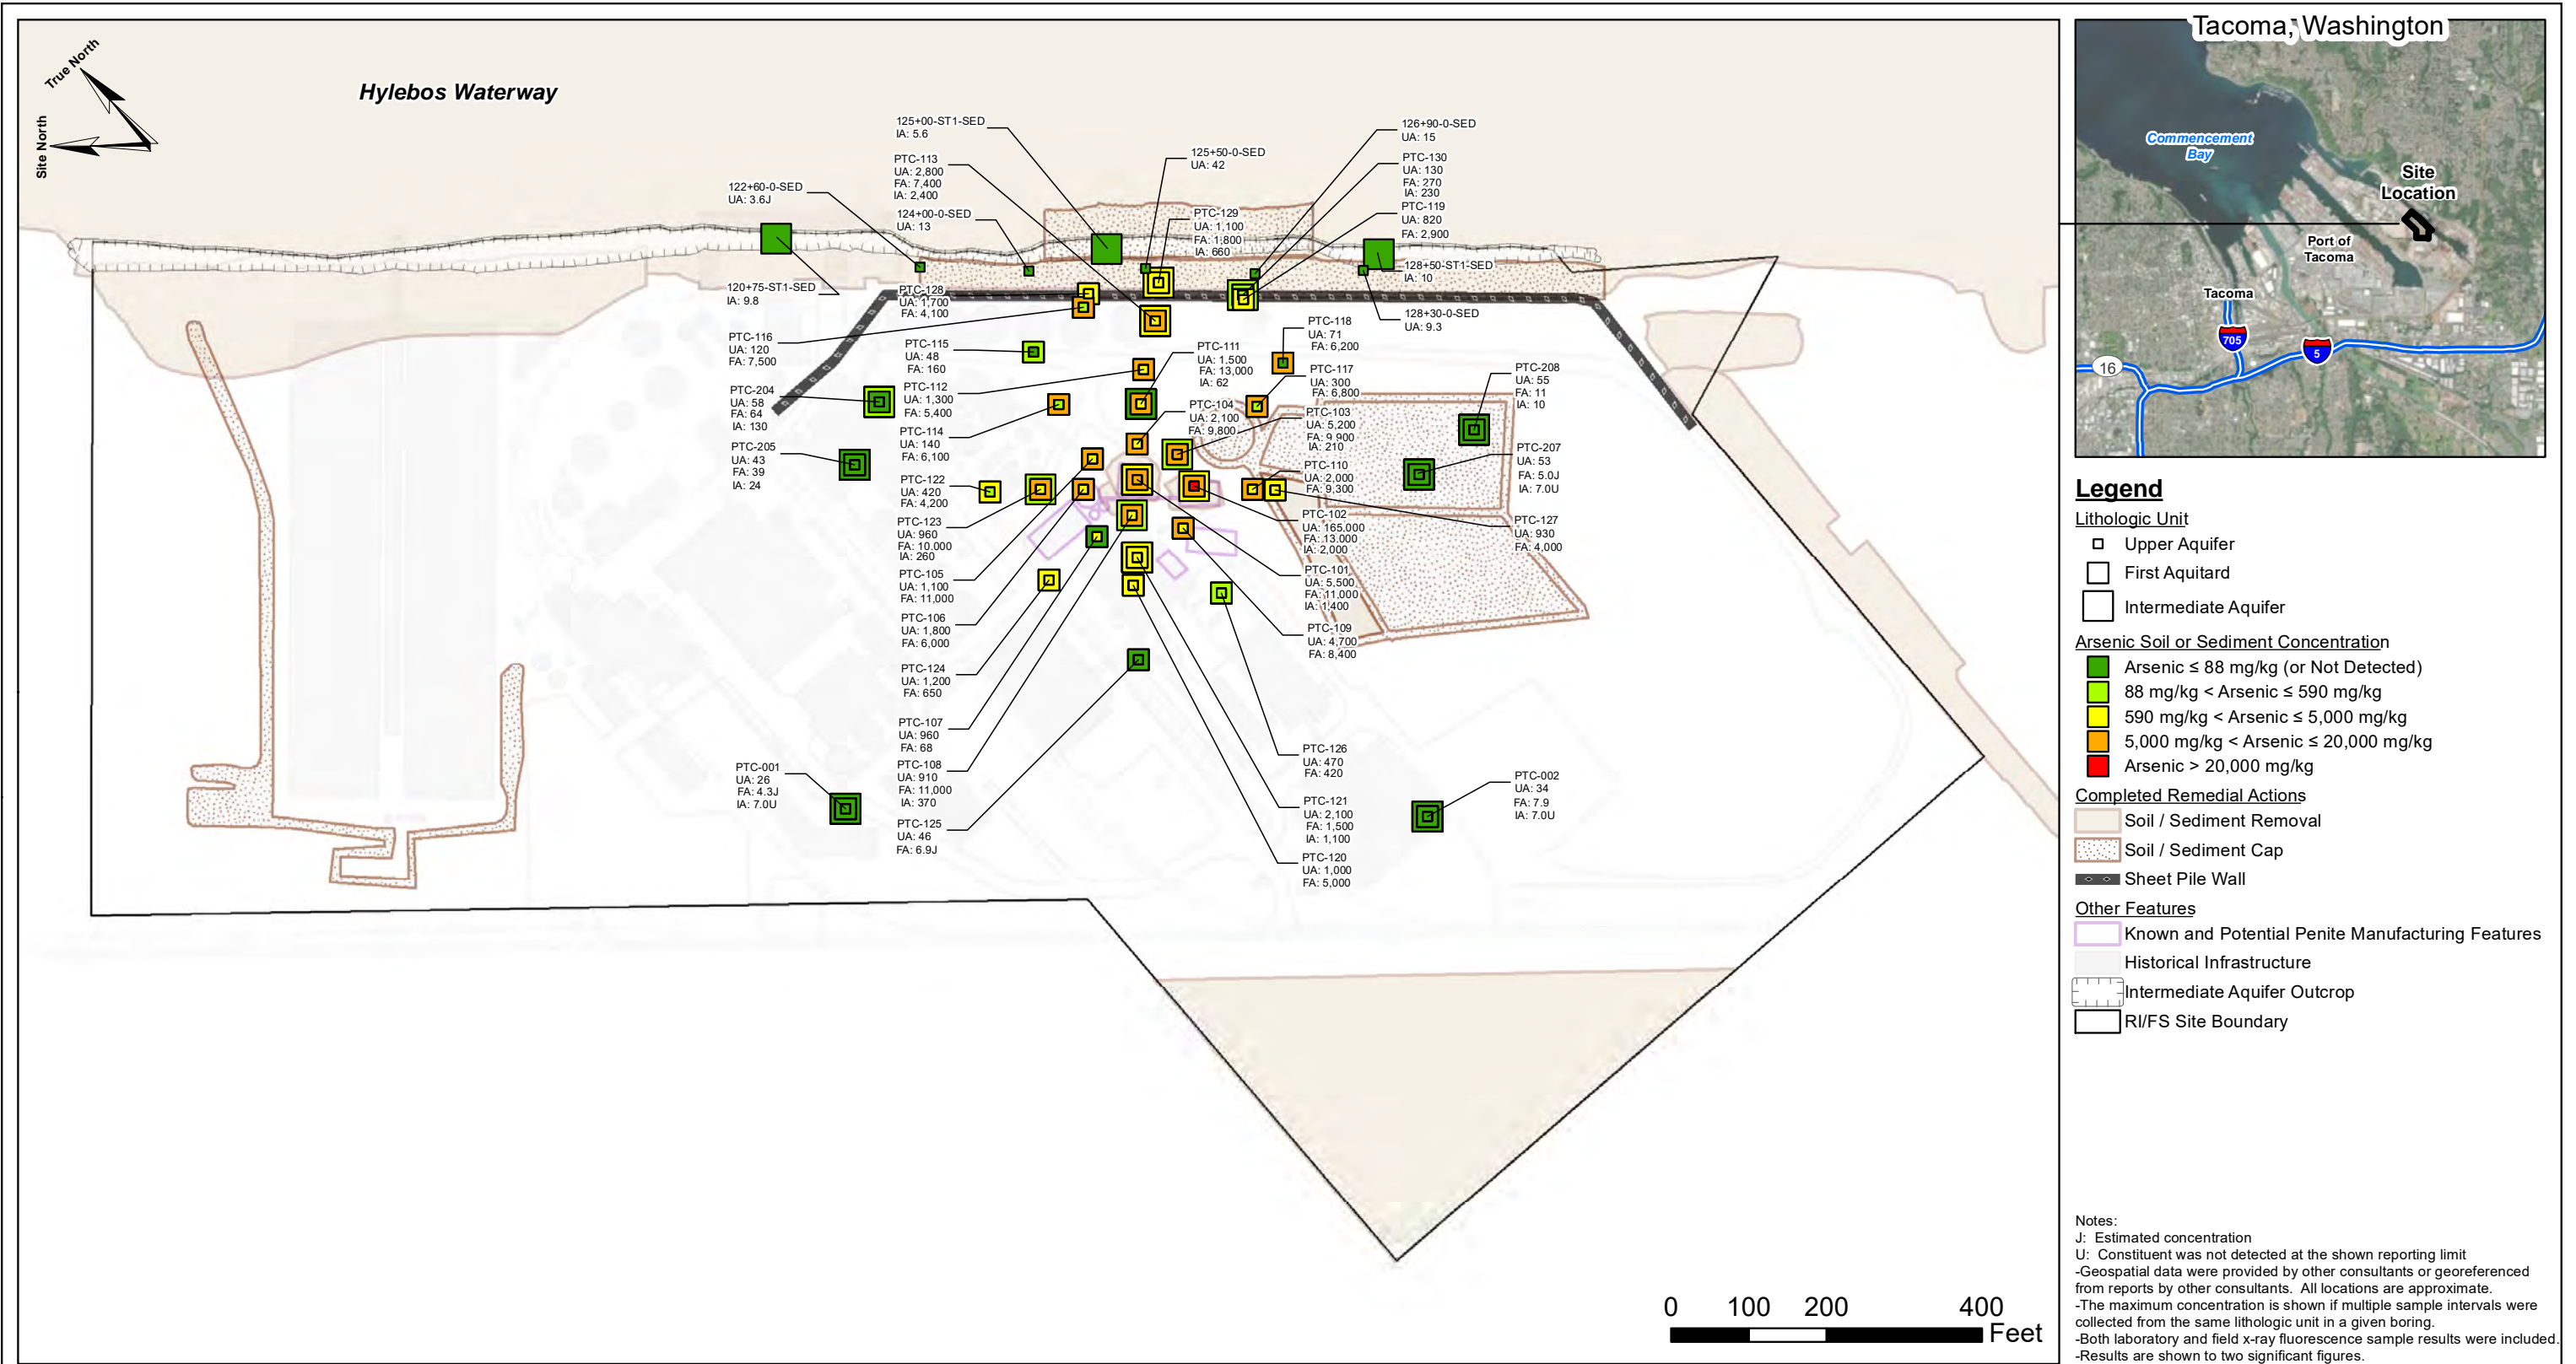 True North
Site North
Hylebos Waterway
125+00-ST1-SED
IA: 5.6
PTC-113
UA: 2,800
FA: 7,400
IA: 2,400
122+60-0-SED
UA: 3.6J
124+00-0-SED
UA: 13
125+50-0-SED
UA: 42
PTC-129
UA: 1,100
FA: 1,800
IA: 660
126+90-0-SED
UA: 15
PTC-130
UA: 130
FA: 270
IA: 230
PTC-119
UA: 820
FA: 2,900
128+50-ST1-SED
IA: 10
128+30-0-SED
UA: 9.3
120+75-ST1-SED
IA: 9.8
PTC-128
UA: 1,700
FA: 4,100
PTC-116
UA: 120
FA: 7,500
PTC-115
UA: 48
FA: 160
PTC-111
UA: 1,500
FA: 13,000
IA: 62
PTC-118
UA: 71
FA: 6,200
PTC-117
UA: 300
FA: 6,800
PTC-208
UA: 55
FA: 11
IA: 10
PTC-204
UA: 58
FA: 64
IA: 130
PTC-112
UA: 1,300
FA: 5,400
PTC-104
UA: 2,100
FA: 9,800
PTC-103
UA: 5,200
FA: 9,900
IA: 210
PTC-114
UA: 140
FA: 6,100
PTC-205
UA: 43
FA: 39
IA: 24
PTC-207
UA: 53
FA: 5.0J
IA: 7.0U
PTC-110
UA: 2,000
FA: 9,300
PTC-122
UA: 420
FA: 4,200
PTC-123
UA: 960
FA: 10,000
IA: 260
PTC-102
UA: 165,000
FA: 13,000
IA: 2,000
PTC-127
UA: 930
FA: 4,000
PTC-105
UA: 1,100
FA: 11,000
PTC-101
UA: 5,500
FA: 11,000
IA: 1,400
PTC-106
UA: 1,800
FA: 6,000
PTC-109
UA: 4,700
FA: 8,400
PTC-124
UA: 1,200
FA: 650
PTC-107
UA: 960
FA: 68
PTC-126
UA: 470
FA: 420
PTC-108
UA: 910
FA: 11,000
IA: 370
PTC-001
UA: 26
FA: 4.3J
IA: 7.0U
PTC-002
UA: 34
FA: 7.9
IA: 7.0U
PTC-121
UA: 2,100
FA: 1,500
IA: 1,100
PTC-125
UA: 46
FA: 6.9J
PTC-120
UA: 1,000
FA: 5,000
0 100 200 400
Feet
Tacoma, Washington
Commencement
Bay
Site
Location
Port of
Tacoma
Tacoma
705
5
16
Legend
Lithologic Unit
Upper Aquifer
First Aquitard
Intermediate Aquifer
Arsenic Soil or Sediment Concentration
Arsenic ≤ 88 mg/kg (or Not Detected)
88 mg/kg < Arsenic ≤ 590 mg/kg
590 mg/kg < Arsenic ≤ 5,000 mg/kg
5,000 mg/kg < Arsenic ≤ 20,000 mg/kg
Arsenic > 20,000 mg/kg
Completed Remedial Actions
Soil / Sediment Removal
Soil / Sediment Cap
Sheet Pile Wall
Other Features
Known and Potential Penite Manufacturing Features
Historical Infrastructure
Intermediate Aquifer Outcrop
RI/FS Site Boundary
Notes:
J: Estimated concentration
U: Constituent was not detected at the shown reporting limit
-Geospatial data were provided by other consultants or georeferenced
from reports by other consultants. All locations are approximate.
-The maximum concentration is shown if multiple sample intervals were
collected from the same lithologic unit in a given boring.
-Both laboratory and field x-ray fluorescence sample results were included.
-Results are shown to two significant figures.